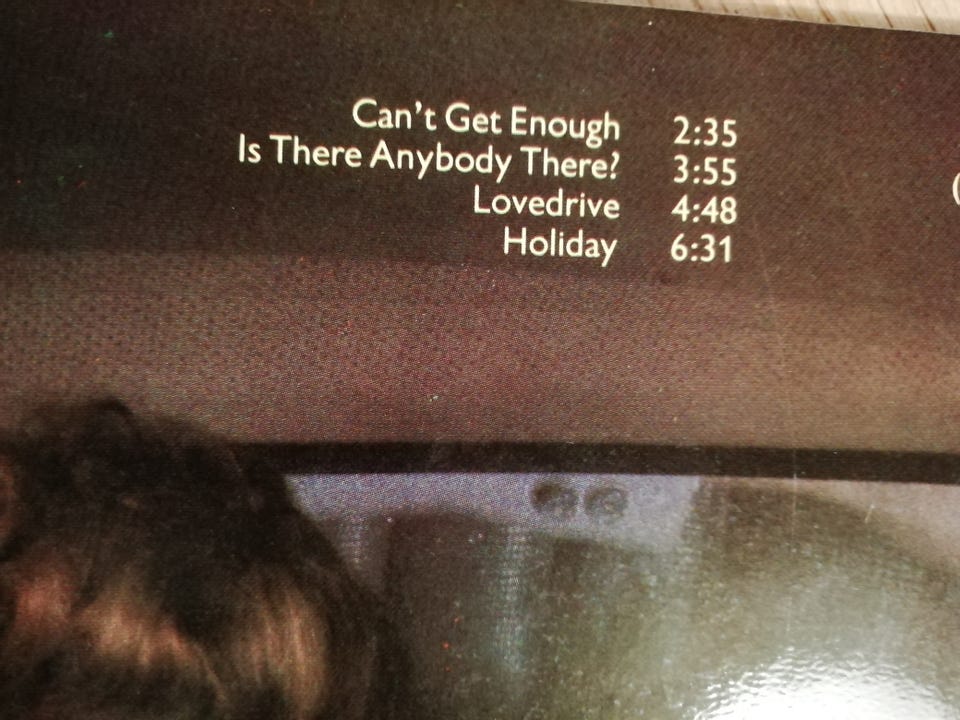 Can't Get Enough 2:35
Is There Anybody There? 3:55
Lovedrive 4:48
Holiday 6:31
(